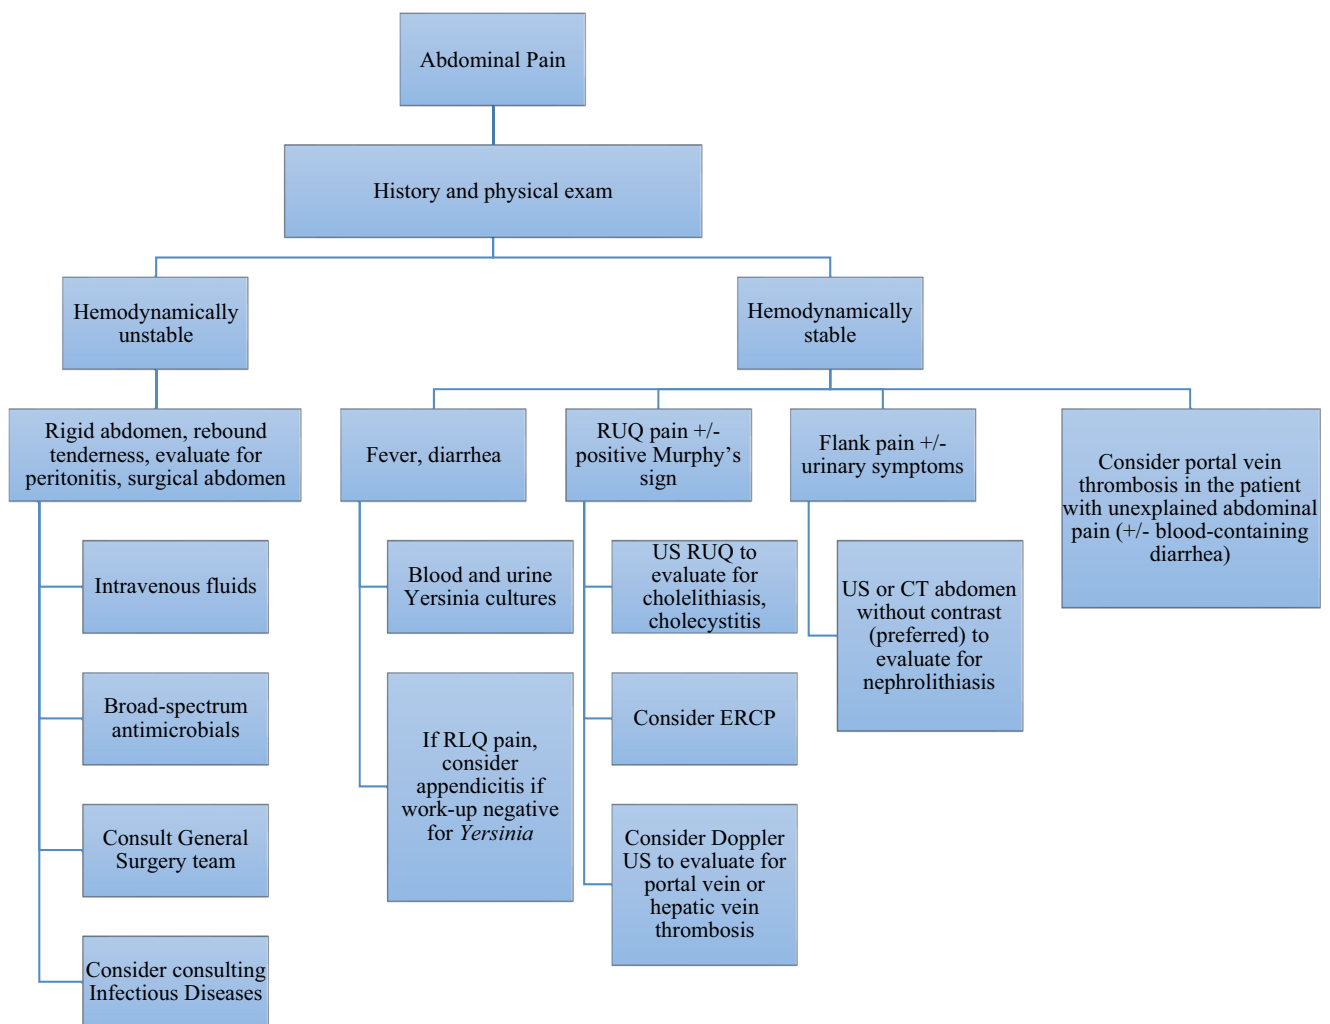 Abdominal Pain
History and physical exam
Hemodynamically
unstable
Hemodynamically
stable
Rigid abdomen, rebound
tenderness, evaluate for
peritonitis, surgical abdomen
Intravenous fluids
Broad-spectrum
antimicrobials
Consult General
Surgery team
Consider consulting
Infectious Diseases
Fever, diarrhea
Blood and urine
Yersinia cultures
If RLQ pain,
consider
appendicitis if
work-up negative
for Yersinia
RUQ pain +/-
positive Murphy’s
sign
US RUQ to
evaluate for
cholelithiasis,
cholecystitis
Consider ERCP
Consider Doppler
US to evaluate for
portal vein or
hepatic vein
thrombosis
Flank pain +/-
urinary symptoms
US or CT abdomen
without contrast
(preferred) to
evaluate for
nephrolithiasis
Consider portal vein
thrombosis in the patient
with unexplained abdominal
pain (+/- blood-containing
diarrhea)